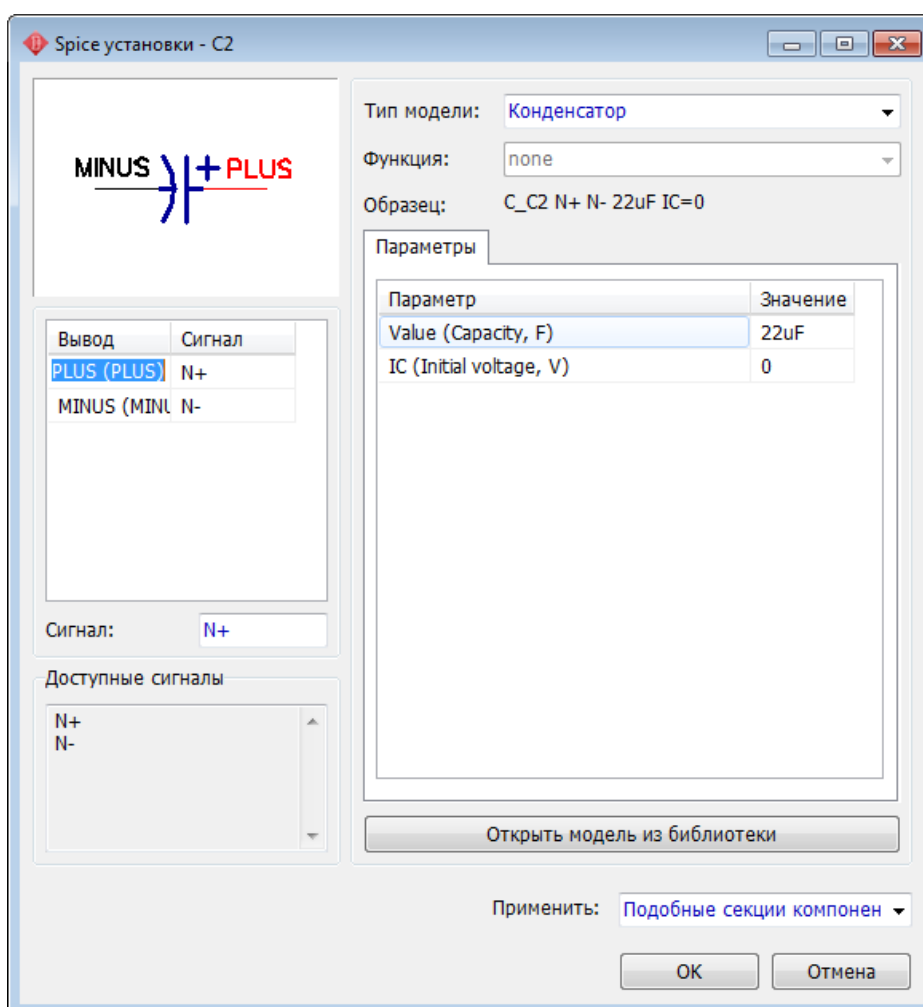 Spice установки - C2
MINUS + PLUS
Тип модели: Конденсатор
Функция: none
Образец: C_C2 N+ N- 22uF IC=0
Параметры
Параметр Значение
Value (Capacity, F) 22uF
IC (Initial voltage, V) 0
Вывод Сигнал
PLUS (PLUS) N+
MINUS (MINU N-
Сигнал: N+
Доступные сигналы
N+
N-
Открыть модель из библиотеки
Применить: Подобные секции компонен
OK Отмена